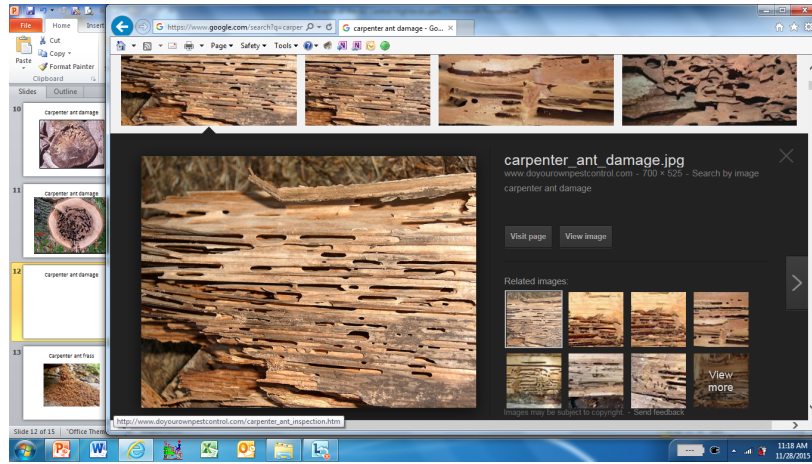 File Home Insert
Cut
Copy
Format Painter
Paste
Clipboard
Slides Outline
10
Carpenter ant damage
11
Carpenter ant damage
12
Carpenter ant damage
13
Carpenter ant frass
Slide 12 of 15 "Office Them
https://www.google.com/search?q=carper
carpenter ant damage - Go...
Page Safety Tools
carpenter_ant_damage.jpg
www.doyourownpestcontrol.com - 700 × 525 - Search by image
carpenter ant damage
Visit page View image
Related images:
View
more
Images may be subject to copyright. - Send feedback
http://www.doyourownpestcontrol.com/carpenter_ant_inspection.htm
11:18 AM
11/28/2015